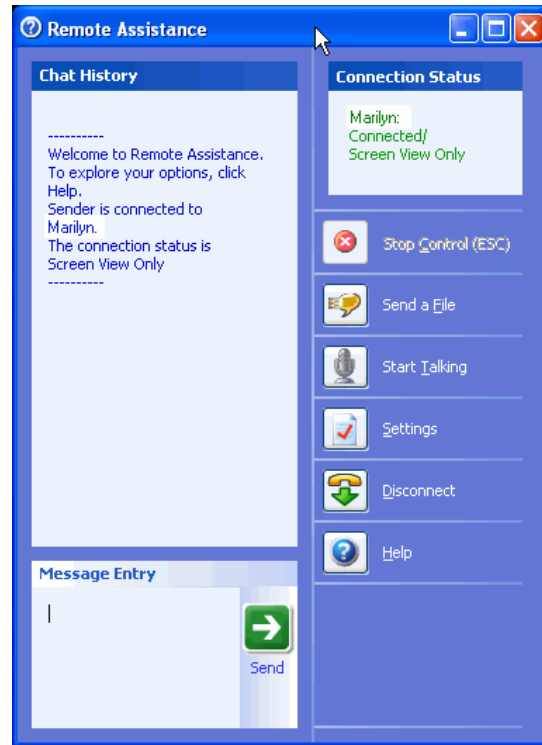 Remote Assistance
Chat History
----------
Welcome to Remote Assistance.
To explore your options, click
Help.
Sender is connected to
Marilyn.
The connection status is
Screen View Only
----------
Message Entry
Send
Connection Status
Marilyn:
Connected/
Screen View Only
Stop Control (ESC)
Send a File
Start Talking
Settings
Disconnect
Help